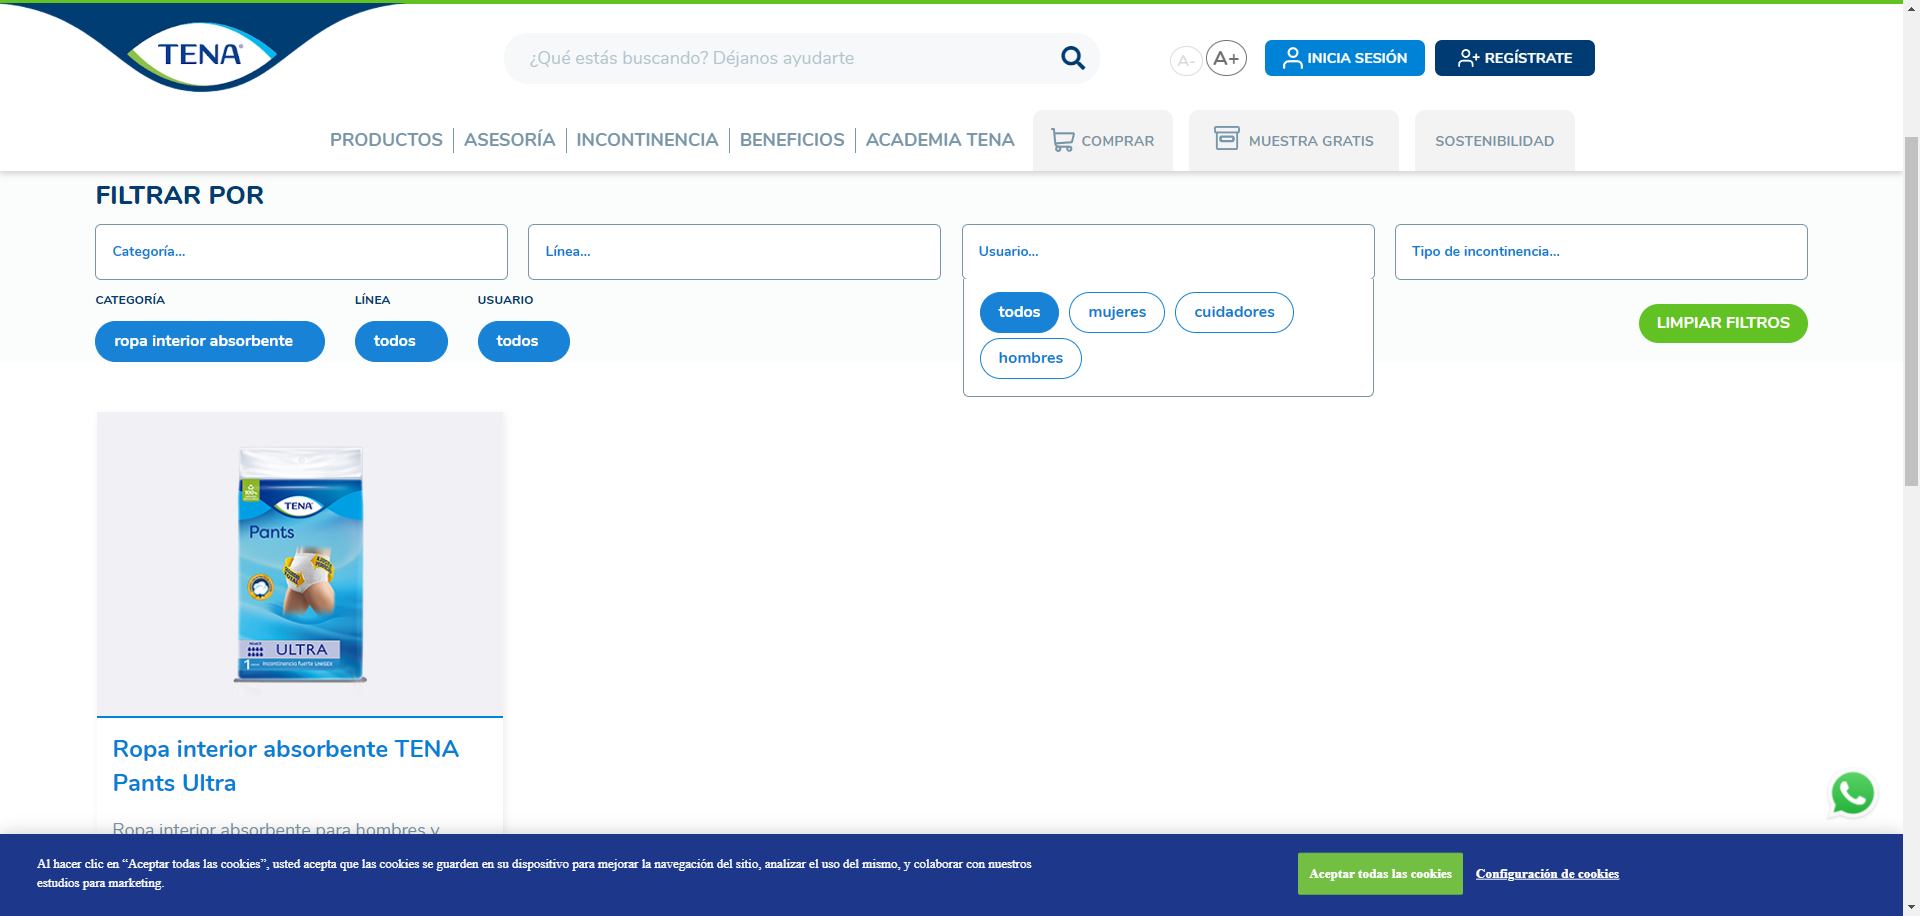 TENA
¿Qué estás buscando? Déjanos ayudarte
A-
A+
INICIA SESIÓN
REGÍSTRATE
PRODUCTOS
ASESORÍA
INCONTINENCIA
BENEFICIOS
ACADEMIA TENA
COMPRAR
MUESTRA GRATIS
SOSTENIBILIDAD
FILTRAR POR
Categoría...
Línea...
Usuario...
Tipo de incontinencia...
CATEGORÍA
LÍNEA
USUARIO
ropa interior absorbente
todos
todos
todos
mujeres
cuidadores
hombres
LIMPIAR FILTROS
100%
TENA
Pants
ULTRA
1
Incontinencia fuerte UNISEX
Ropa interior absorbente TENA
Pants Ultra
Ropa interior absorbente para hombres y
Al hacer clic en “Aceptar todas las cookies”, usted acepta que las cookies se guarden en su dispositivo para mejorar la navegación del sitio, analizar el uso del mismo, y colaborar con nuestros
estudios para marketing.
Aceptar todas las cookies
Configuración de cookies